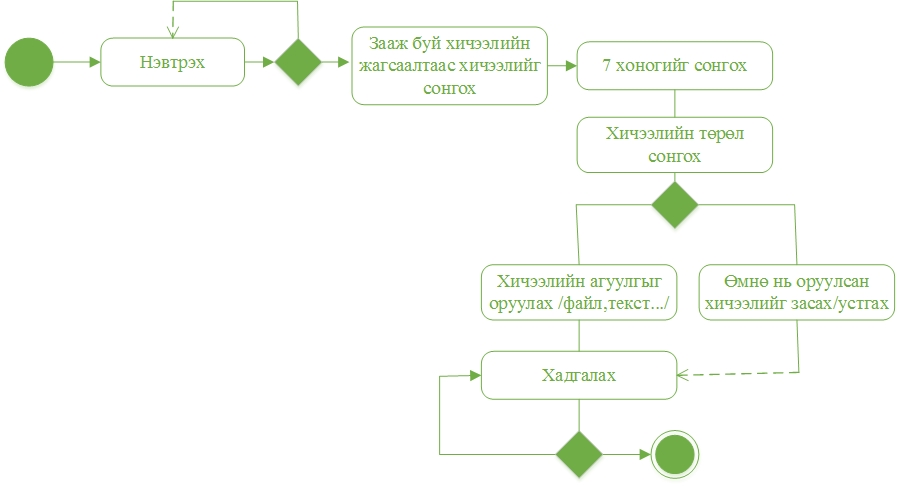 Нэвтрэх
Зааж буй хичээлийн
жагсаалтаас хичээлийг
сонгох
7 хоногийг сонгох
Хичээлийн төрөл
сонгох
Хичээлийн агуулгыг
оруулах /файл,текст.../
Өмнө нь оруулсан
хичээлийг засах/устгах
Хадгалах